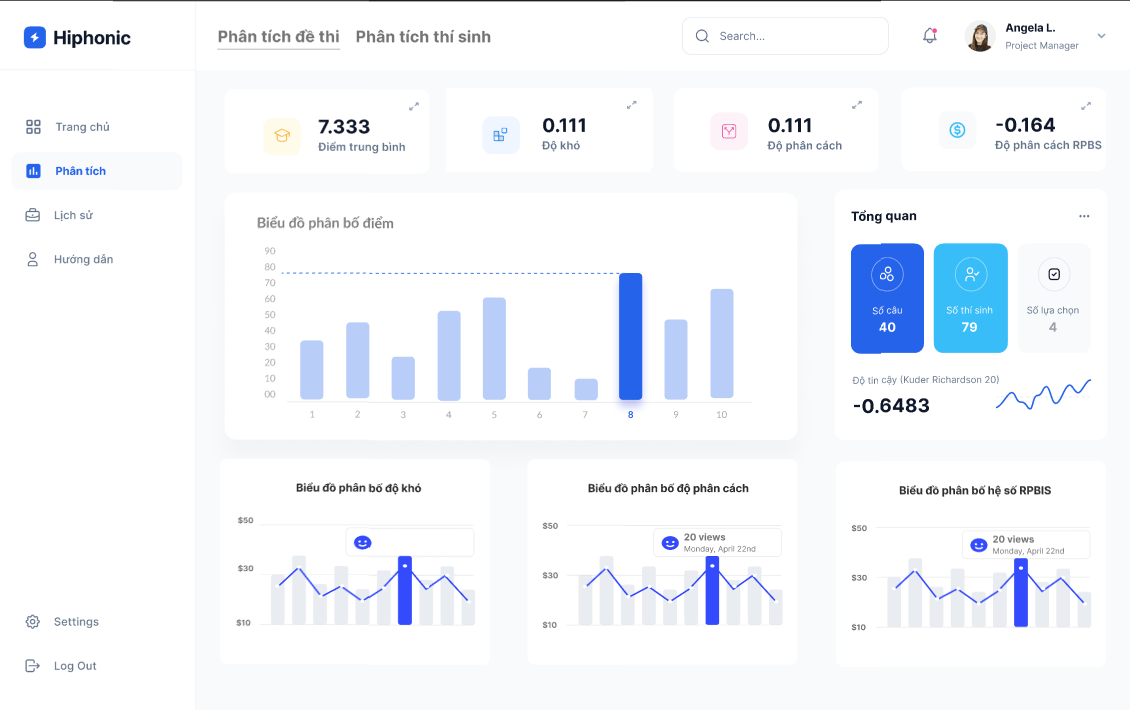 Hiphonic
Phân tích đề thi
Phân tích thí sinh
Search...
Angela L.
Project Manager
Trang chủ
Phân tích
Lịch sử
Hướng dẫn
Settings
Log Out
7.333
Điểm trung bình
0.111
Độ khó
0.111
Độ phân cách
-0.164
Độ phân cách RPBS
Biểu đồ phân bố điểm
90
80
70
60
50
40
30
20
10
00
1 2 3 4 5 6 7 8 9 10
Tổng quan
Số câu
40
Số thí sinh
79
Số lựa chọn
4
Độ tin cậy (Kuder Richardson 20)
-0.6483
Biểu đồ phân bố độ khó
$50
$30
$10
Biểu đồ phân bố độ phân cách
$50
20 views
Monday, April 22nd
$30
$10
Biểu đồ phân bố hệ số RPBIS
$50
20 views
Monday, April 22nd
$30
$10